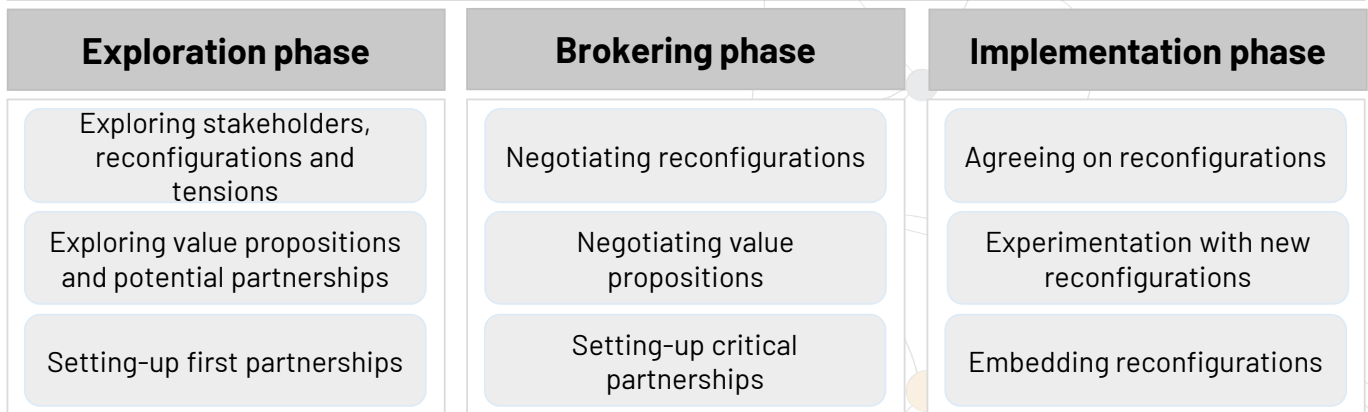 Exploration phase
Exploring stakeholders,
reconfigurations and
tensions
Exploring value propositions
and potential partnerships
Setting-up first partnerships
Brokering phase
Negotiating reconfigurations
Negotiating value
propositions
Setting-up critical
partnerships
Implementation phase
Agreeing on reconfigurations
Experimentation with new
reconfigurations
Embedding reconfigurations